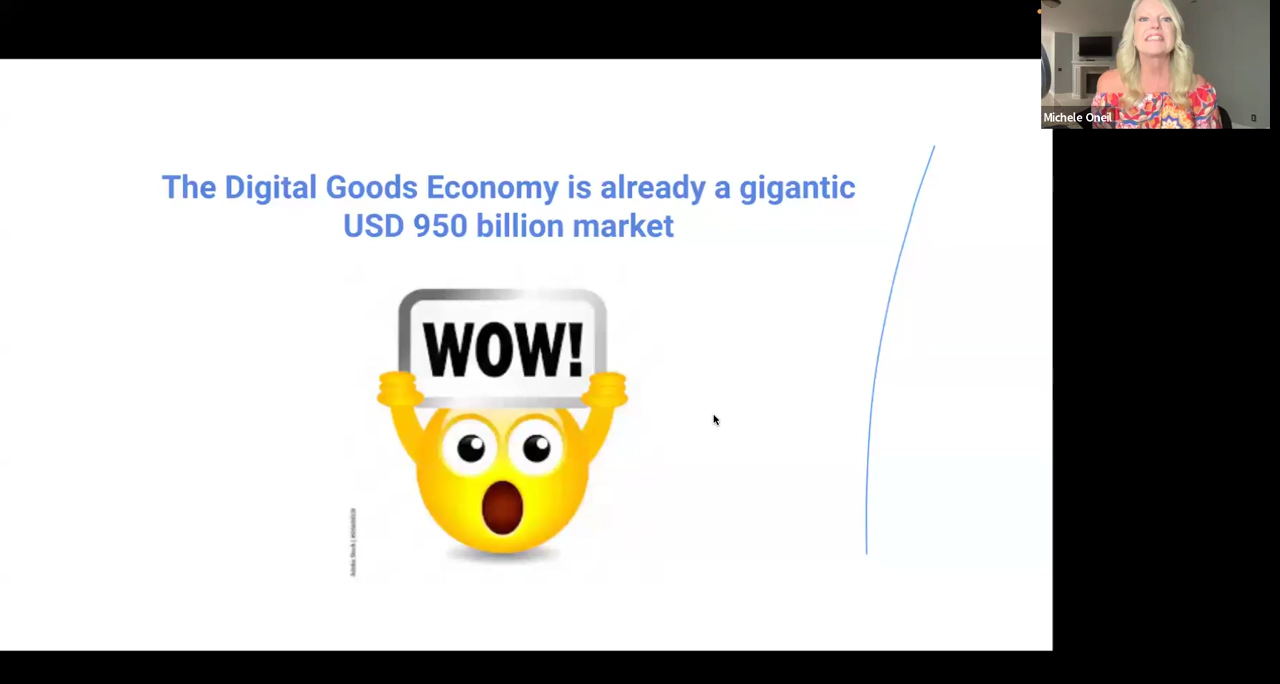 Michele Oneil
The Digital Goods Economy is already a gigantic
USD 950 billion market
WOW!